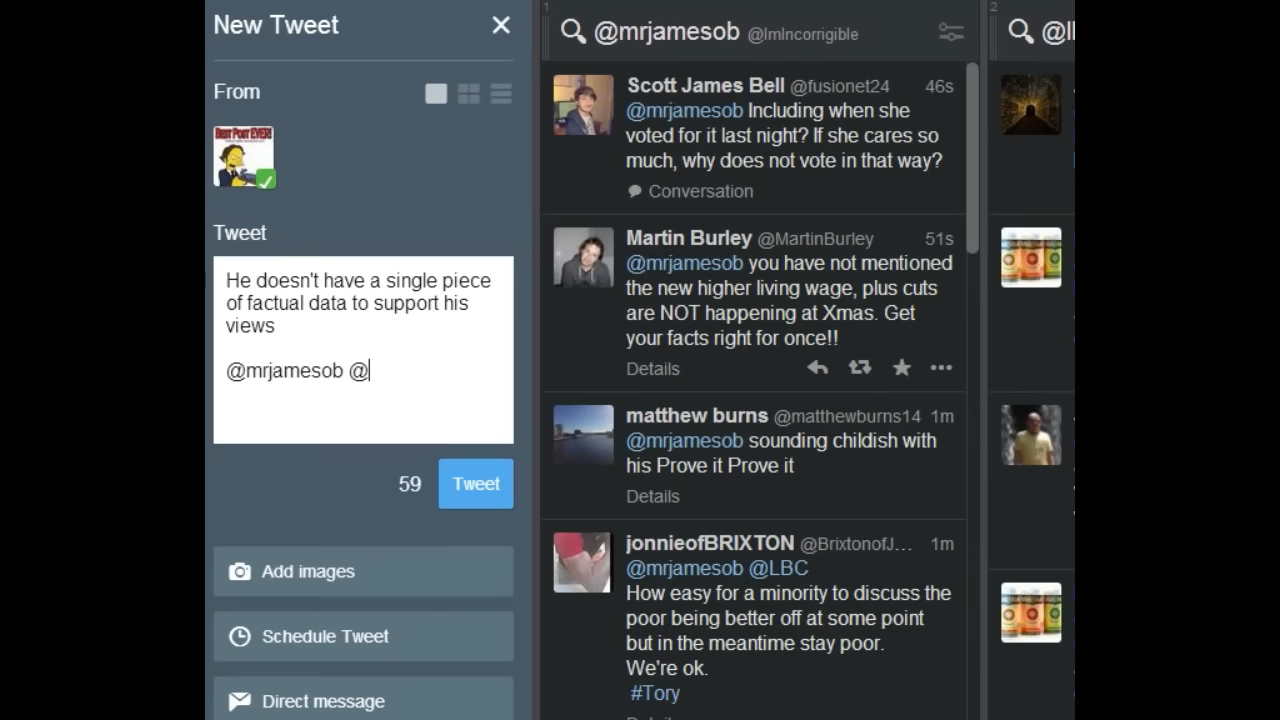 New Tweet
From
BEST POST EVER!
Tweet
He doesn't have a single piece
of factual data to support his
views
@mrjamesob @
59 Tweet
Add images
Schedule Tweet
Direct message
1
@mrjamesob @ImIncorrigible
Scott James Bell @fusionet24 46s
@mrjamesob Including when she
voted for it last night? If she cares so
much, why does not vote in that way?
Conversation
Martin Burley @MartinBurley 51s
@mrjamesob you have not mentioned
the new higher living wage, plus cuts
are NOT happening at Xmas. Get
your facts right for once!!
Details
matthew burns @matthewburns14 1m
@mrjamesob sounding childish with
his Prove it Prove it
Details
jonnieofBRIXTON @BrixtonofJ... 1m
@mrjamesob @LBC
How easy for a minority to discuss the
poor being better off at some point
but in the meantime stay poor.
We're ok.
#Tory
2